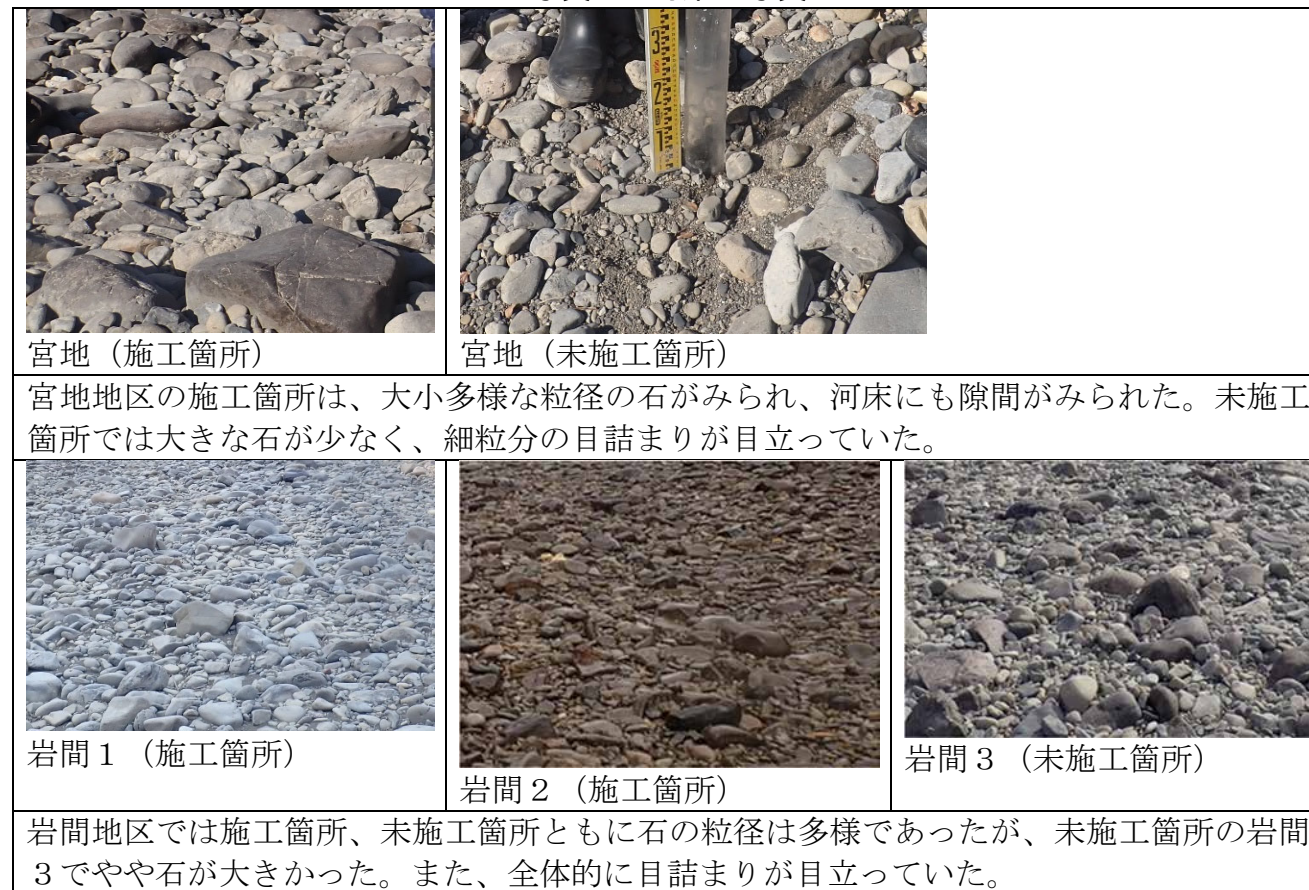 宮地（施工箇所）
宮地（未施工箇所）
宮地地区の施工箇所は、大小多様な粒径の石がみられ、河床にも隙間がみられた。未施工
箇所では大きな石が少なく、細粒分の目詰まりが目立っていた。
岩間１（施工箇所）
岩間２（施工箇所）
岩間３（未施工箇所）
岩間地区では施工箇所、未施工箇所ともに石の粒径は多様であったが、未施工箇所の岩間
３でやや石が大きかった。また、全体的に目詰まりが目立っていた。